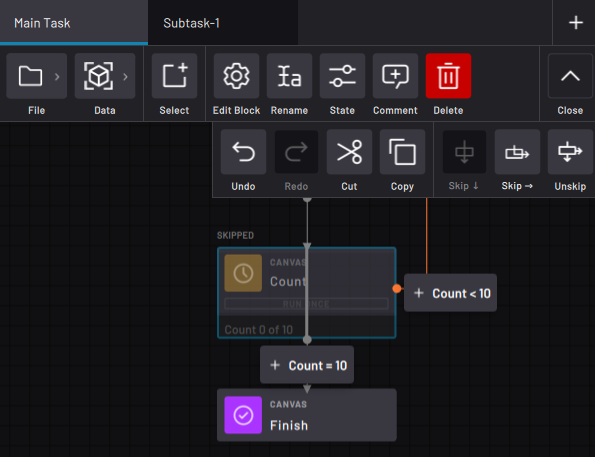 Main Task
Subtask-1
File
Data
Select
Edit Block
Rename
State
Comment
Delete
Close
Undo
Redo
Cut
Copy
Skip ↓
Skip →
Unskip
SKIPPED
CANVAS
Count
RUN ONCE
Count 0 of 10
+ Count < 10
+ Count = 10
CANVAS
Finish